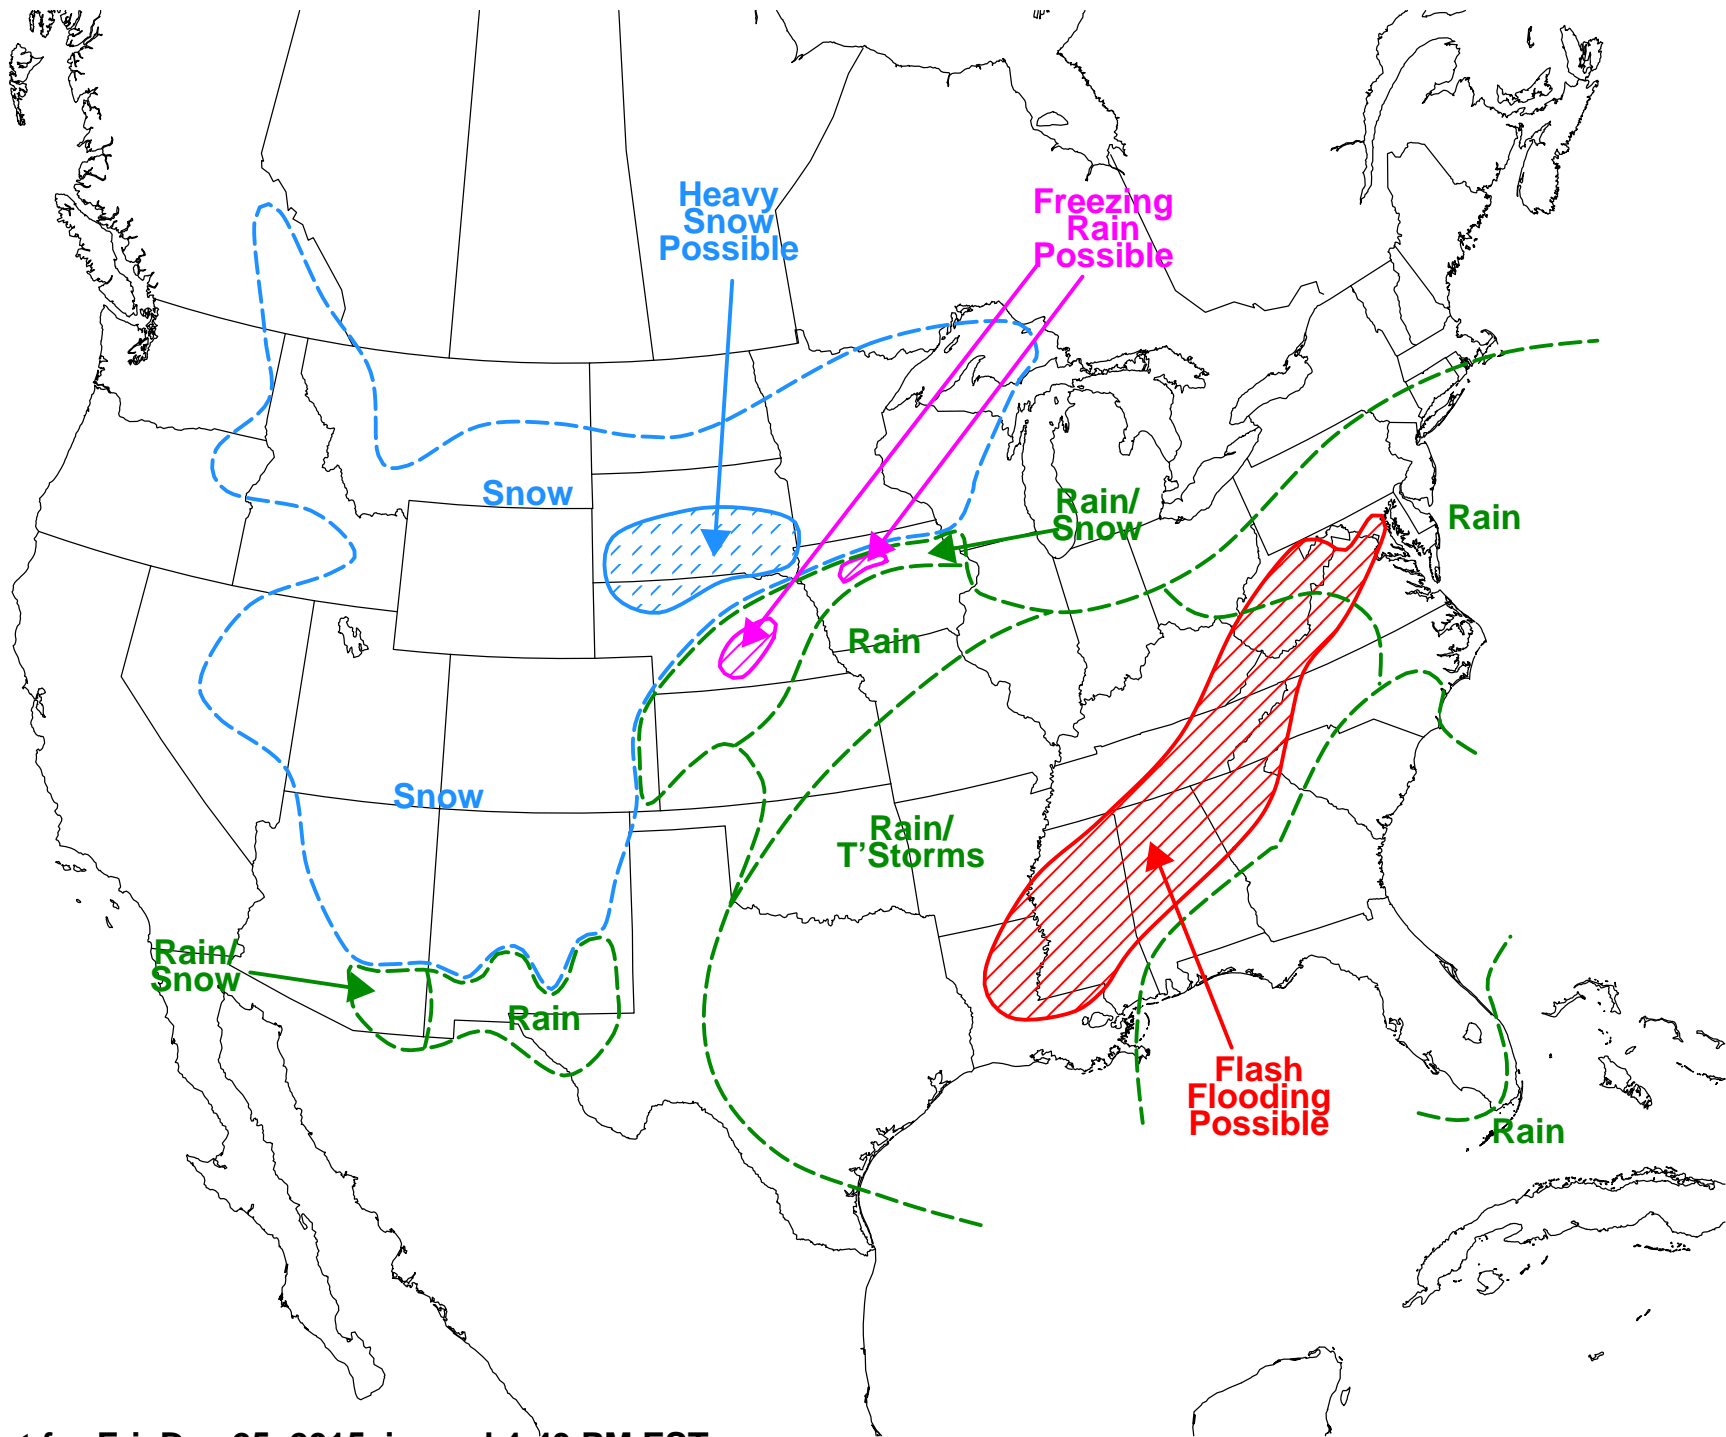 Heavy
Snow
Possible
Freezing
Rain
Possible
Snow
Rain/
Snow
Rain
Rain
Snow
Rain/
T'Storms
Rain/
Snow
Rain
Flash
Flooding
Possible
Rain